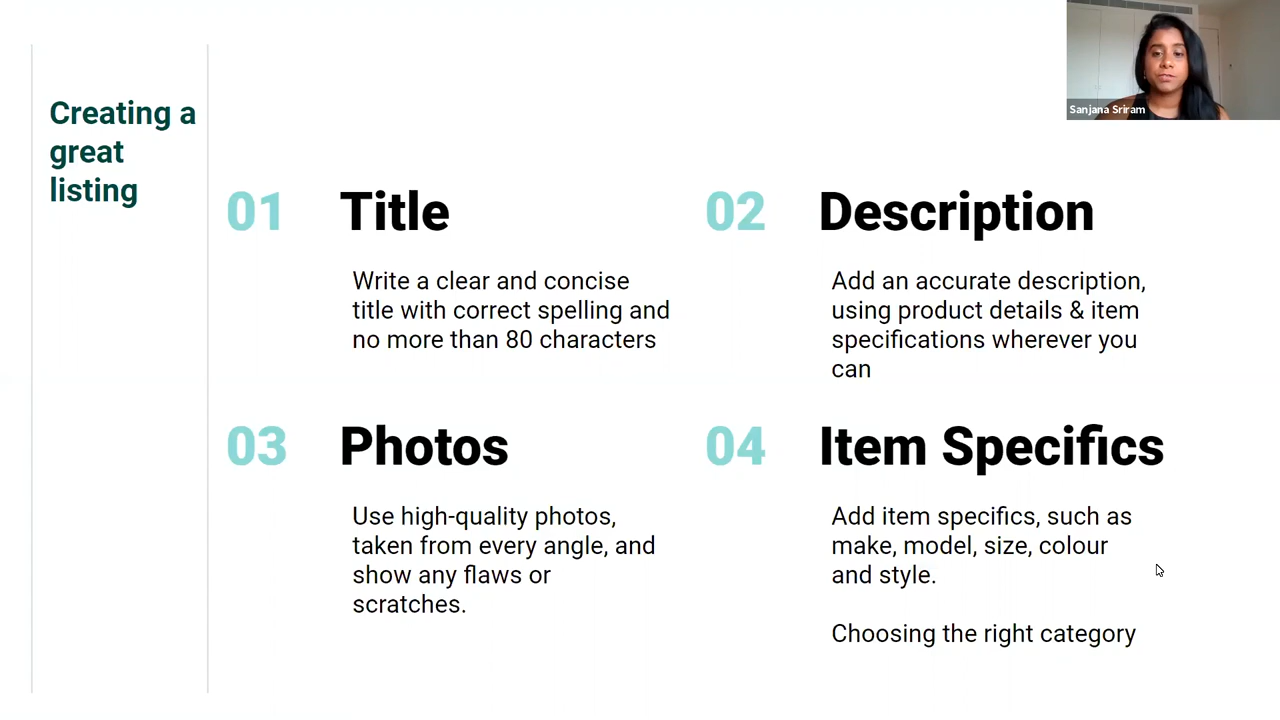 Sanjana Sriram
Creating a
great
listing
01
Title
Write a clear and concise
title with correct spelling and
no more than 80 characters
02
Description
Add an accurate description,
using product details & item
specifications wherever you
can
03
Photos
Use high-quality photos,
taken from every angle, and
show any flaws or
scratches.
04
Item Specifics
Add item specifics, such as
make, model, size, colour
and style.
Choosing the right category